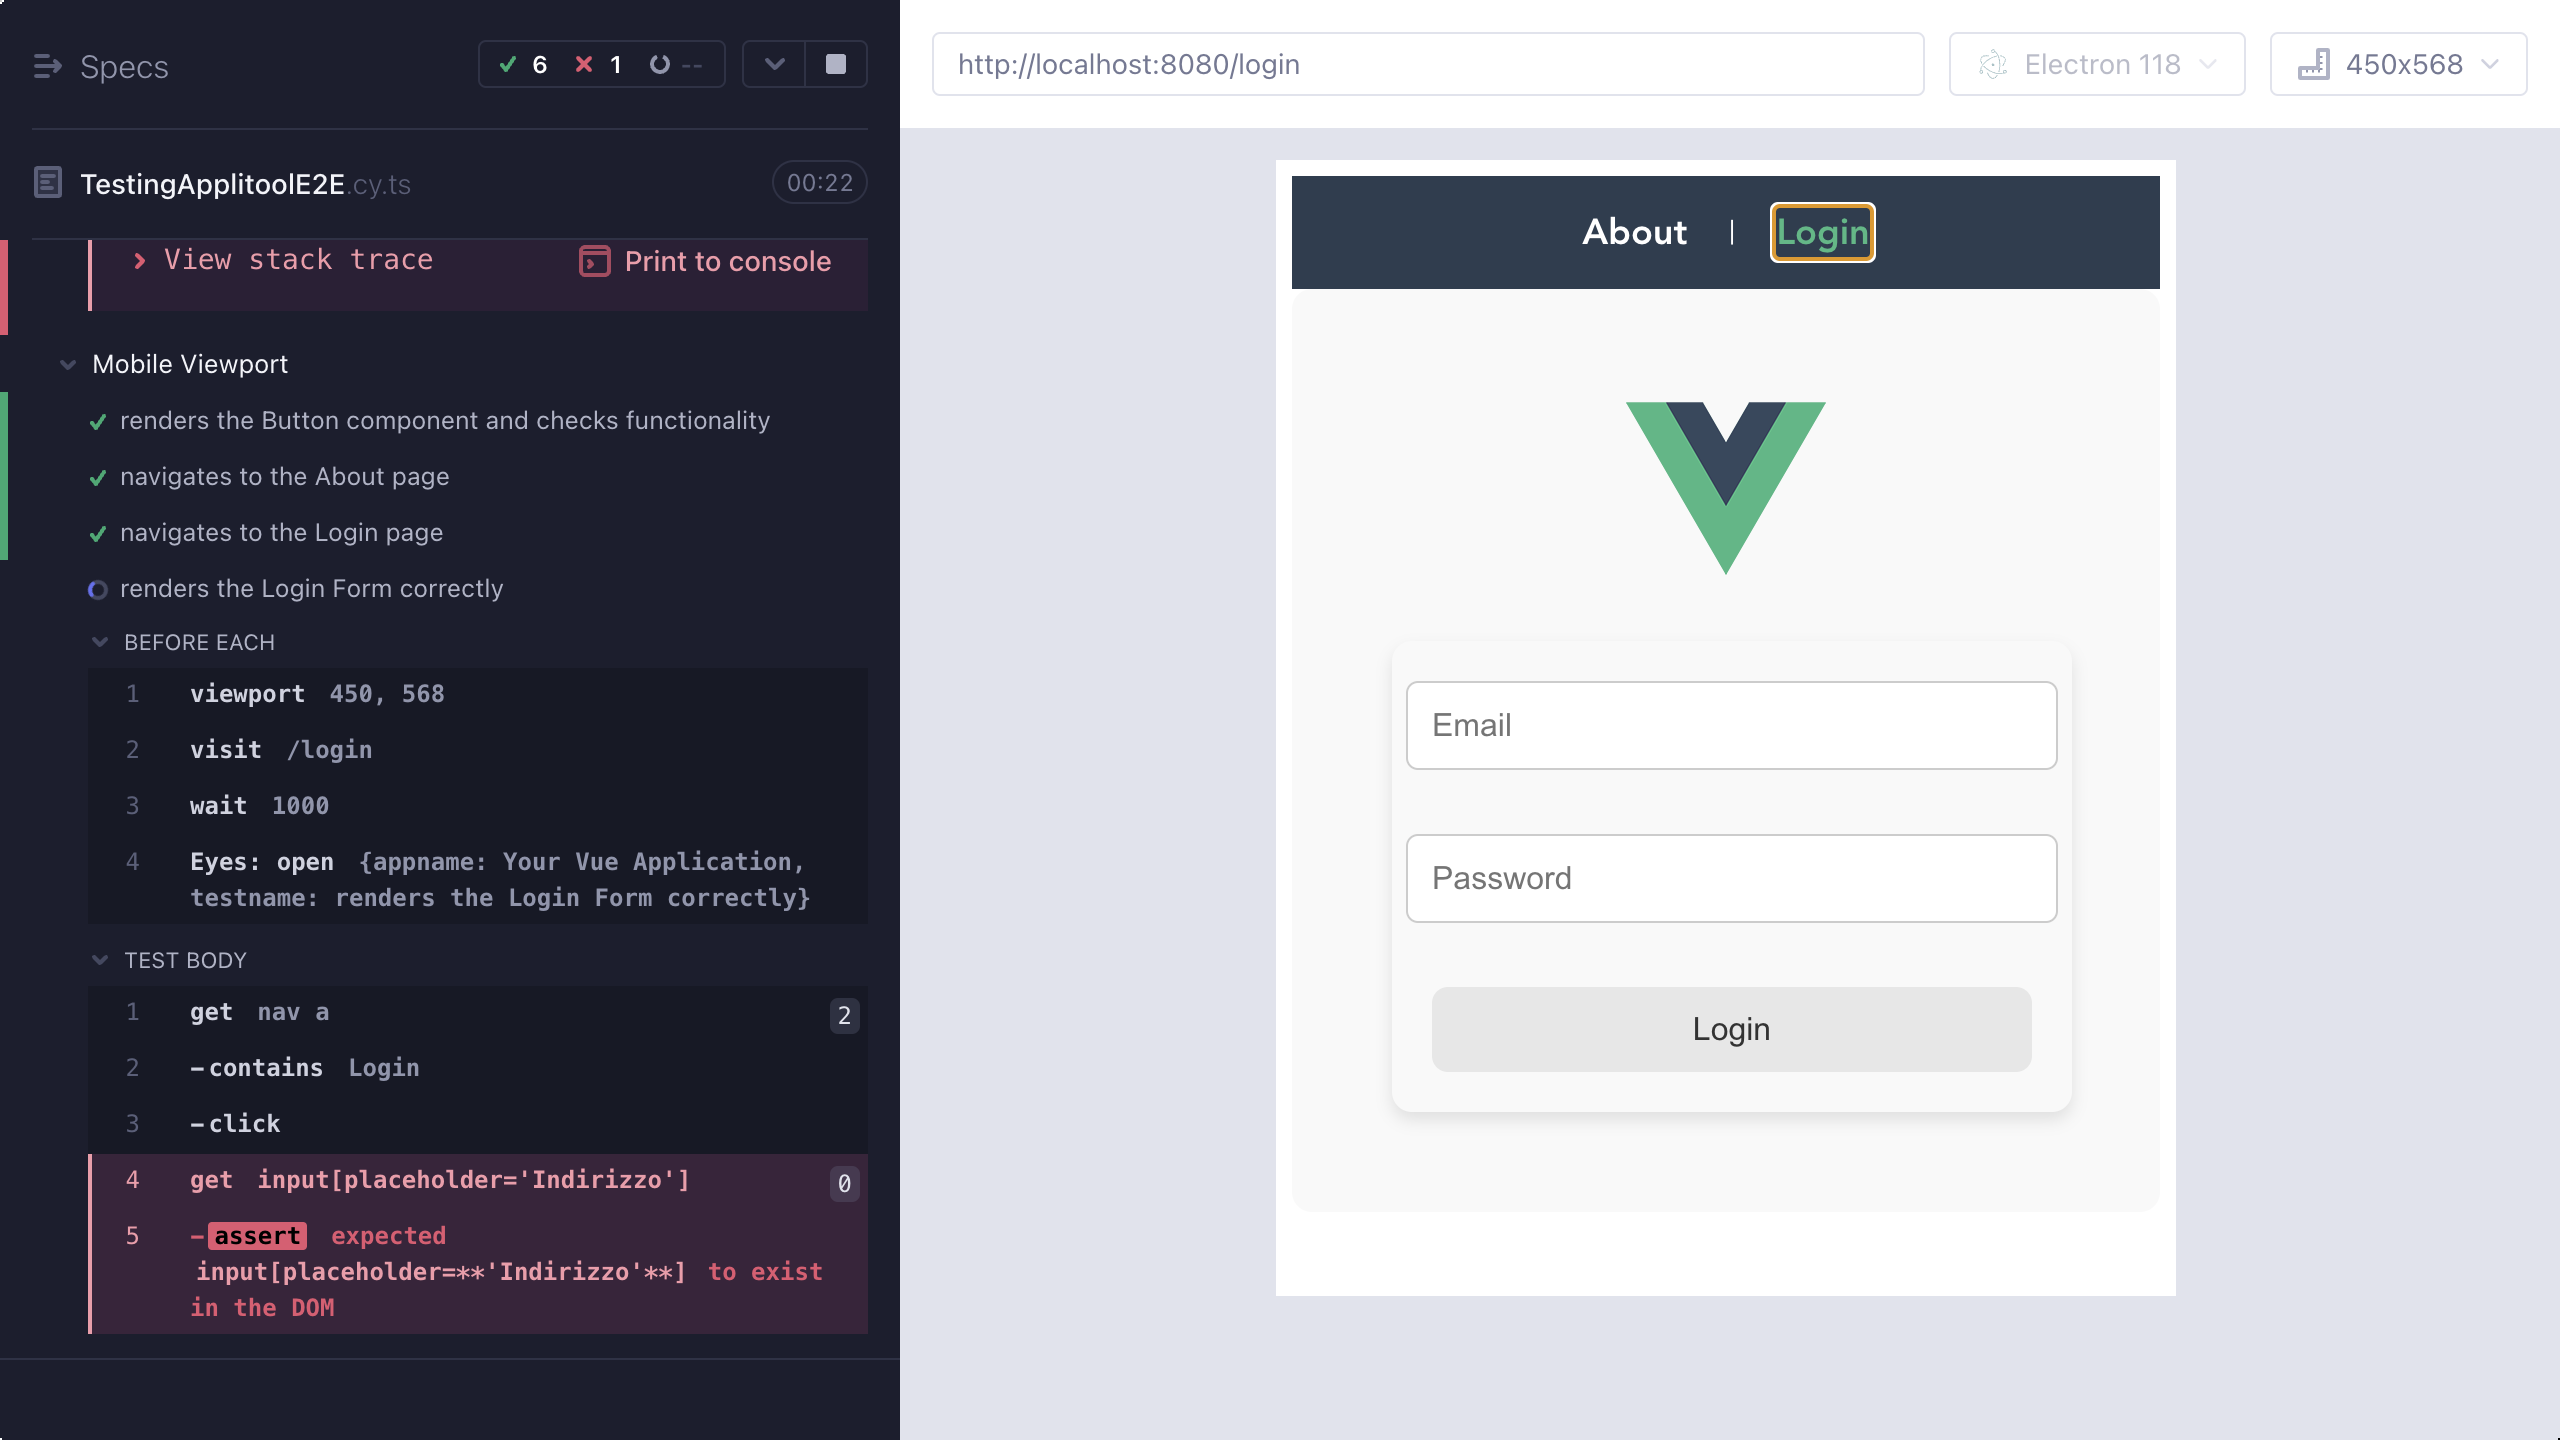 Specs
6 1 --
TestingApplitoolE2E.cy.ts
00:22
View stack trace
Print to console
Mobile Viewport
renders the Button component and checks functionality
navigates to the About page
navigates to the Login page
renders the Login Form correctly
BEFORE EACH
1 viewport 450, 568
2 visit /login
3 wait 1000
4 Eyes: open {appname: Your Vue Application,
testname: renders the Login Form correctly}
TEST BODY
1 get nav a 2
2 -contains Login
3 -click
4 get input[placeholder='Indirizzo'] 0
5 -assert expected
input[placeholder=**'Indirizzo'**] to exist
in the DOM
http://localhost:8080/login
Electron 118
450x568
About | Login
Email
Password
Login